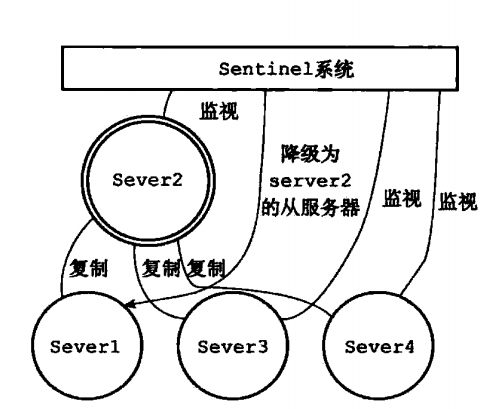 Sentinel系统
监视
降级为
server2
的从服务器
监视
监视
Sever2
复制
复制
复制
Sever1
Sever3
Sever4